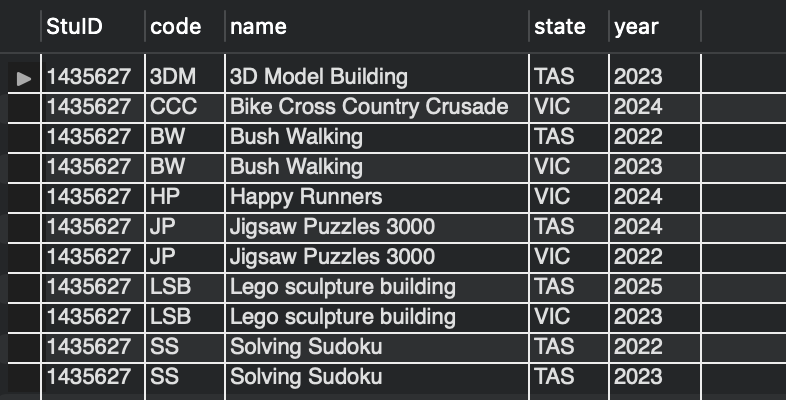 StuID code name state year
1435627 3DM 3D Model Building TAS 2023
1435627 CCC Bike Cross Country Crusade VIC 2024
1435627 BW Bush Walking TAS 2022
1435627 BW Bush Walking VIC 2023
1435627 HP Happy Runners VIC 2024
1435627 JP Jigsaw Puzzles 3000 TAS 2024
1435627 JP Jigsaw Puzzles 3000 VIC 2022
1435627 LSB Lego sculpture building TAS 2025
1435627 LSB Lego sculpture building VIC 2023
1435627 SS Solving Sudoku TAS 2022
1435627 SS Solving Sudoku TAS 2023